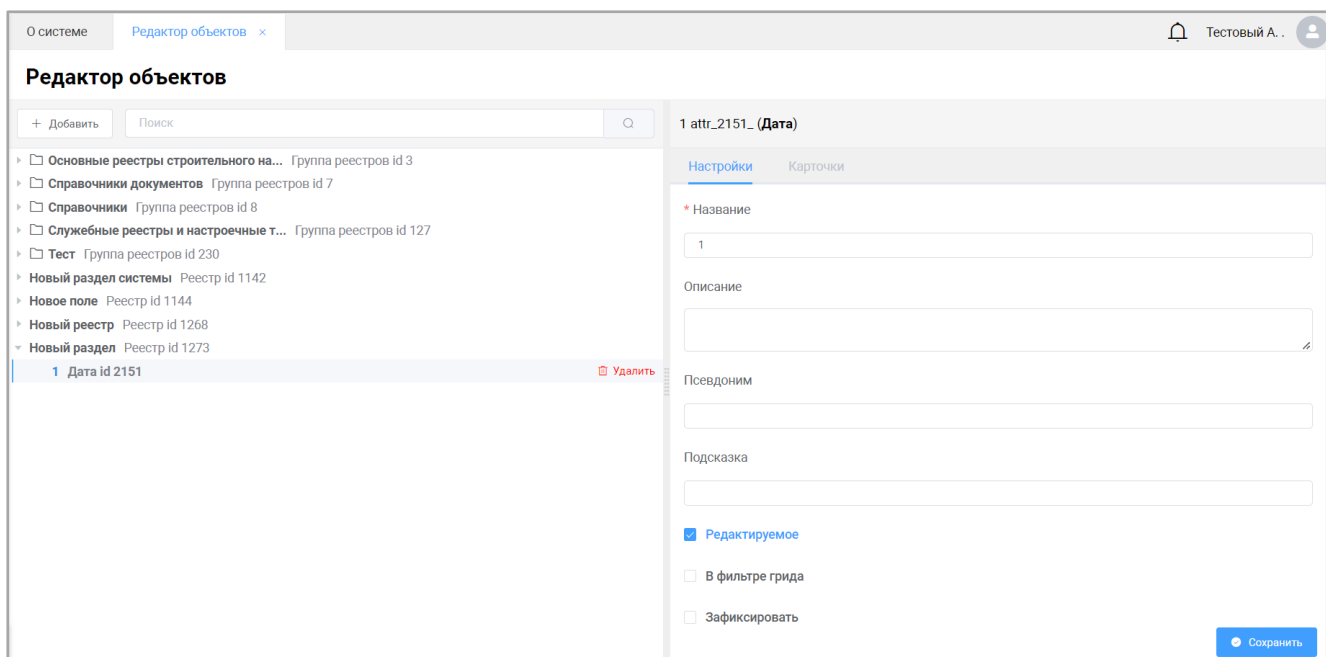 О системе
Редактор объектов ×
Тестовый А. .
Редактор объектов
+ Добавить
Поиск
Основные реестры строительного на... Группа реестров id 3
Справочники документов Группа реестров id 7
Справочники Группа реестров id 8
Служебные реестры и настроечные т... Группа реестров id 127
Тест Группа реестров id 230
Новый раздел системы Реестр id 1142
Новое поле Реестр id 1144
Новый реестр Реестр id 1268
Новый раздел Реестр id 1273
1 Дата id 2151
Удалить
1 attr_2151_ (Дата)
Настройки
Карточки
* Название
1
Описание
Псевдоним
Подсказка
Редактируемое
В фильтре грида
Зафиксировать
Сохранить